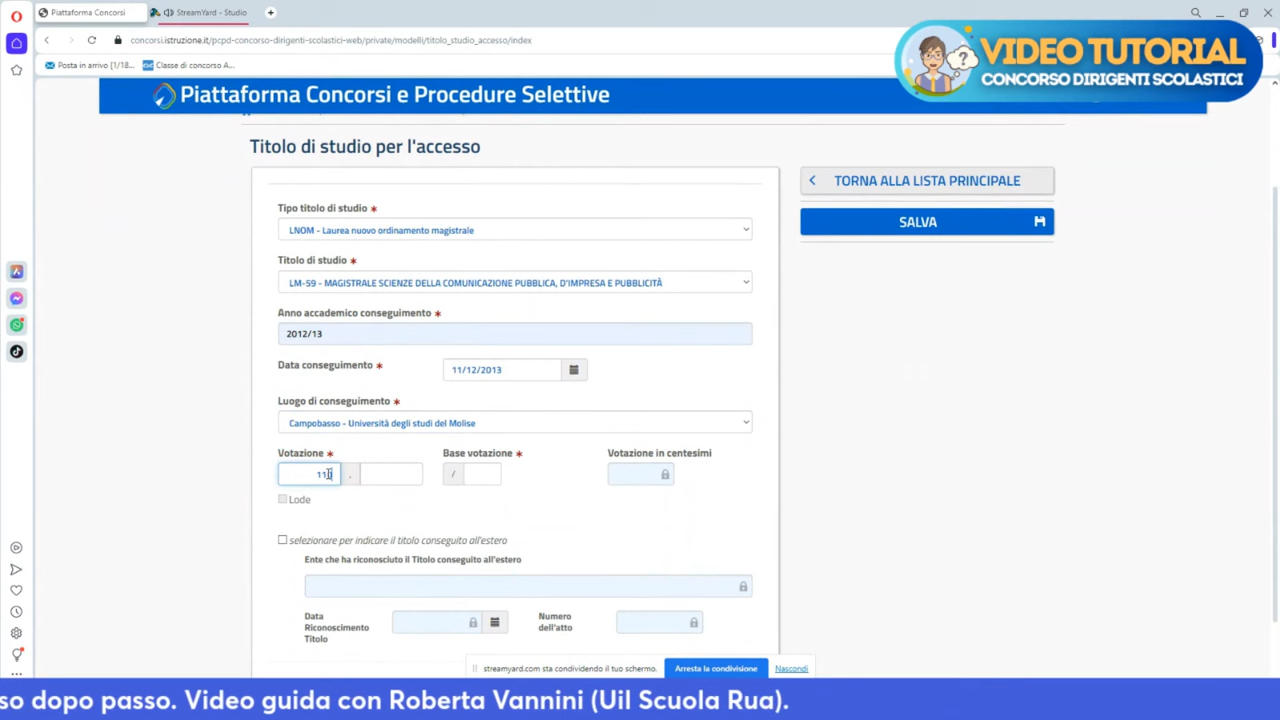 Piattaforma Concorsi
StreamYard - Studio
concorsi.istruzione.it/pcpd-concorso-dirigenti-scolastici-web/private/modelli/titolo_studio_accesso/index
Posta in arrivo (1/18...
Classe di concorso A...
VIDEO TUTORIAL
CONCORSO DIRIGENTI SCOLASTICI
Piattaforma Concorsi e Procedure Selettive
Titolo di studio per l'accesso
TORNA ALLA LISTA PRINCIPALE
SALVA
Tipo titolo di studio *
LNOM - Laurea nuovo ordinamento magistrale
Titolo di studio *
LM-59 - MAGISTRALE SCIENZE DELLA COMUNICAZIONE PUBBLICA, D'IMPRESA E PUBBLICITÀ
Anno accademico conseguimento *
2012/13
Data conseguimento *
11/12/2013
Luogo di conseguimento *
Campobasso - Università degli studi del Molise
Votazione *
Base votazione *
Votazione in centesimi
110 .
/
Lode
selezionare per indicare il titolo conseguito all'estero
Ente che ha riconosciuto il Titolo conseguito all'estero
Data
Riconoscimento
Titolo
Numero
dell'atto
streamyard.com sta condividendo il tuo schermo.
Arresta la condivisione
Nascondi
so dopo passo. Video guida con Roberta Vannini (Uil Scuola Rua).